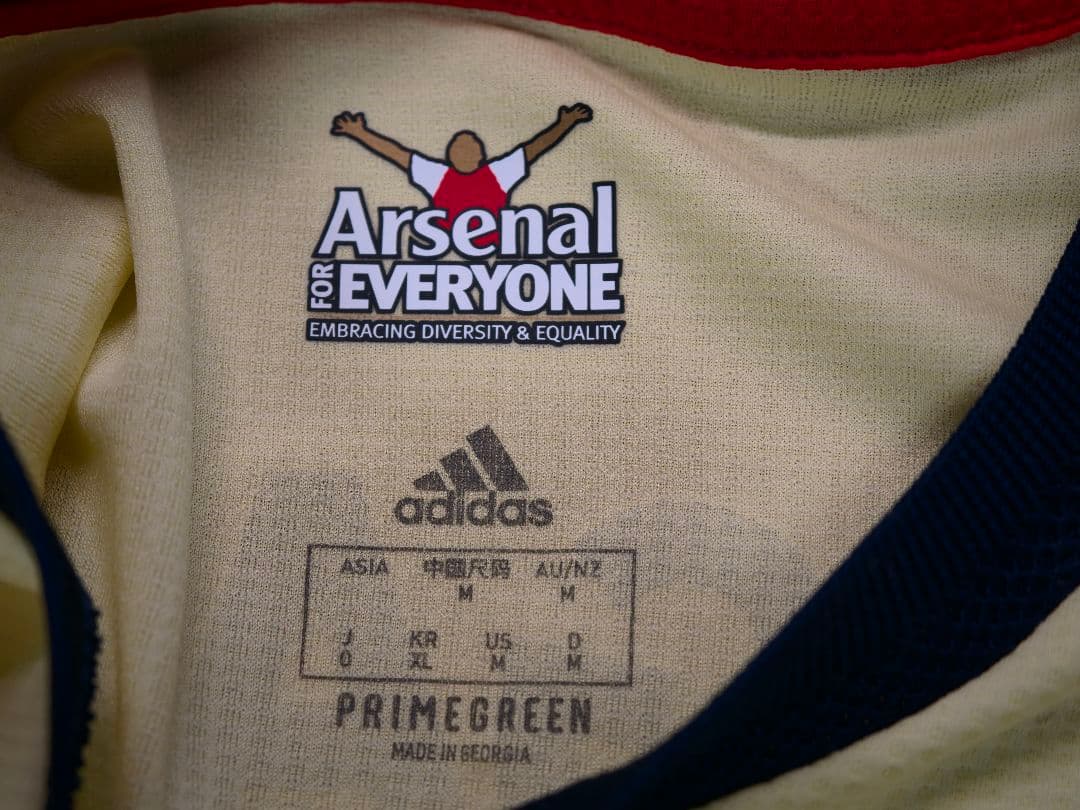 Arsenal
FOR EVERYONE
EMBRACING DIVERSITY & EQUALITY
adidas
ASIA 中國尺码 AU/NZ
M M
J KR US D
O XL M M
PRIMEGREEN
MADE IN GEORGIA